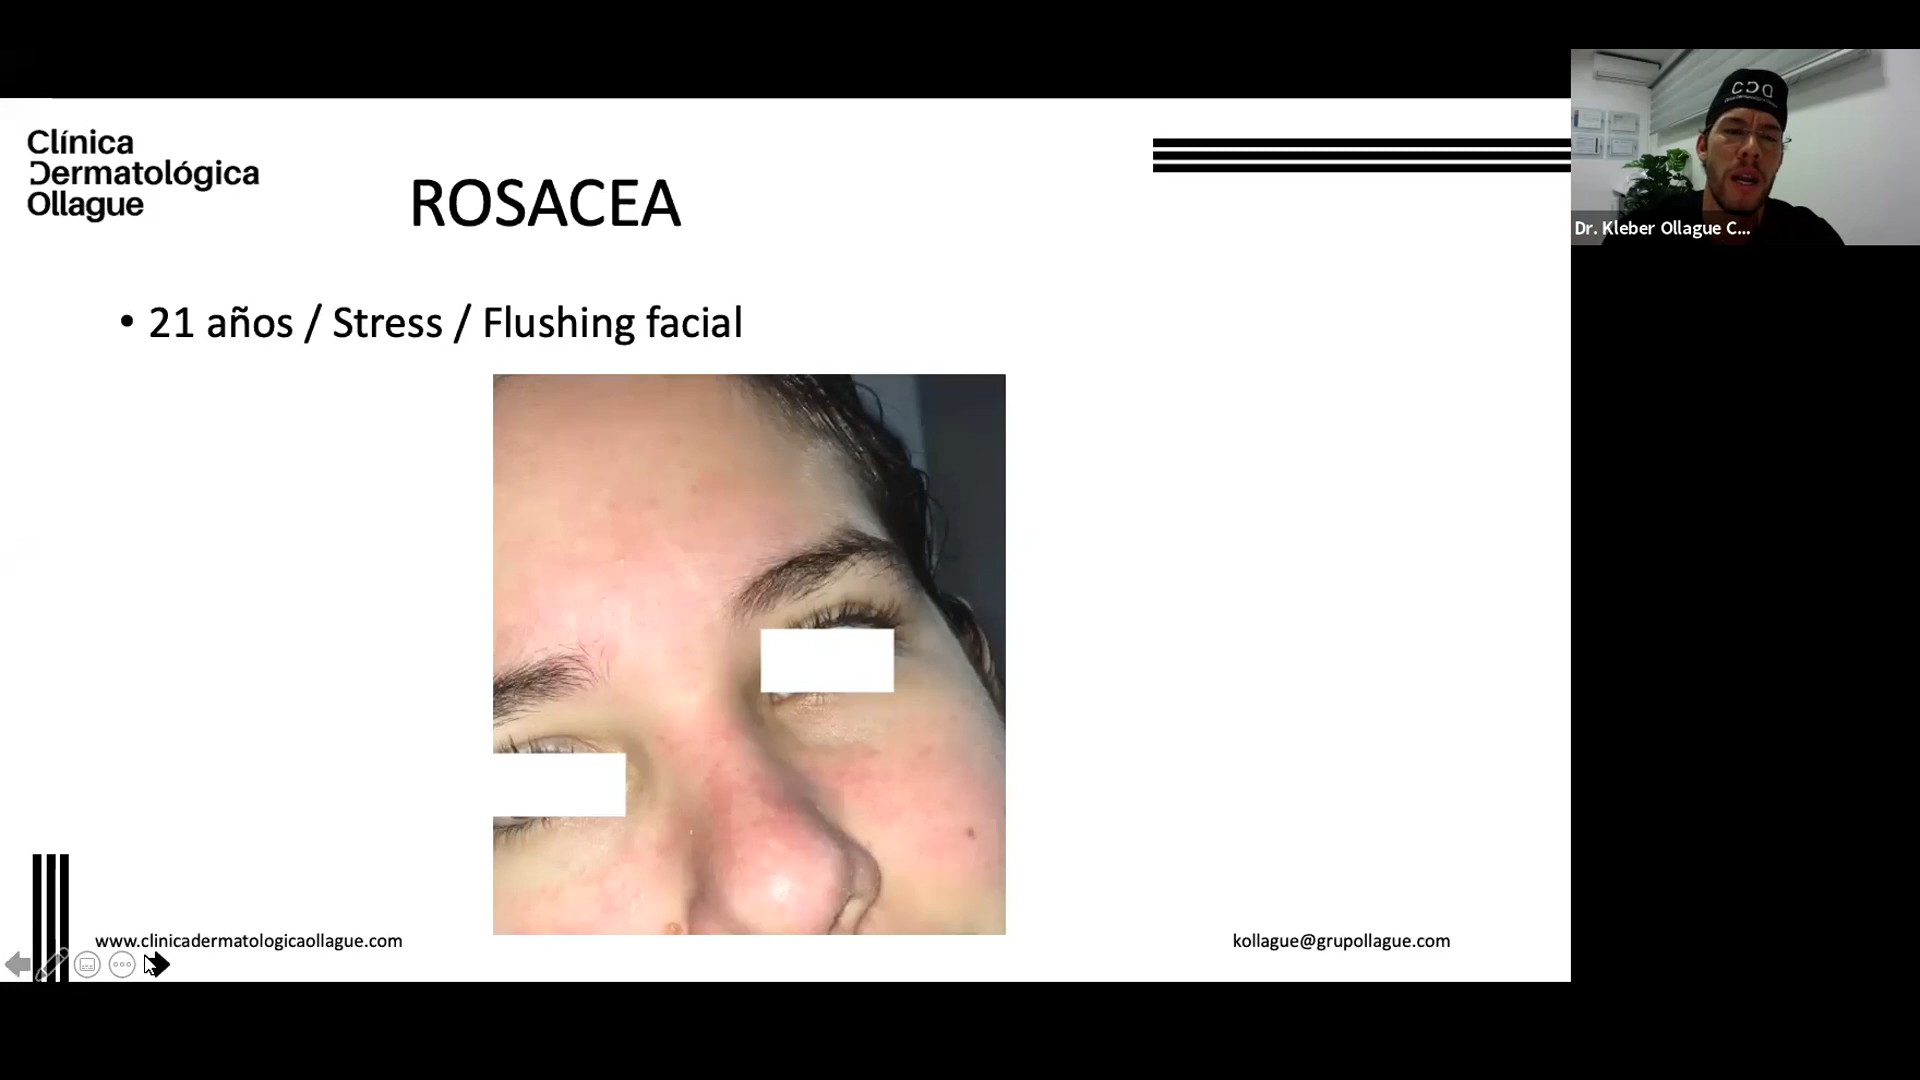 Clínica
Dermatológica
Ollague
ROSACEA
• 21 años / Stress / Flushing facial
www.clinicadermatologicaollague.com
kollague@grupollague.com
Dr. Kleber Ollague C...